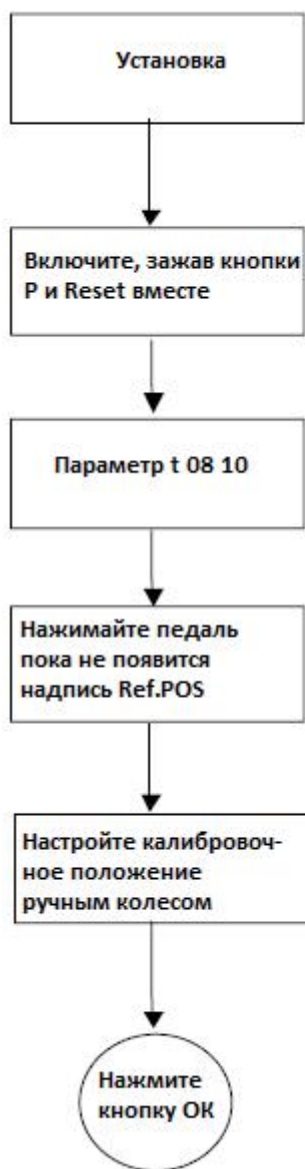 Установка
Включите, зажав кнопки
P и Reset вместе
Параметр t 08 10
Нажимайте педаль
пока не появится
надпись Ref.POS
Настройте калибровоч-
ное положение
ручным колесом
Нажмите
кнопку ОК